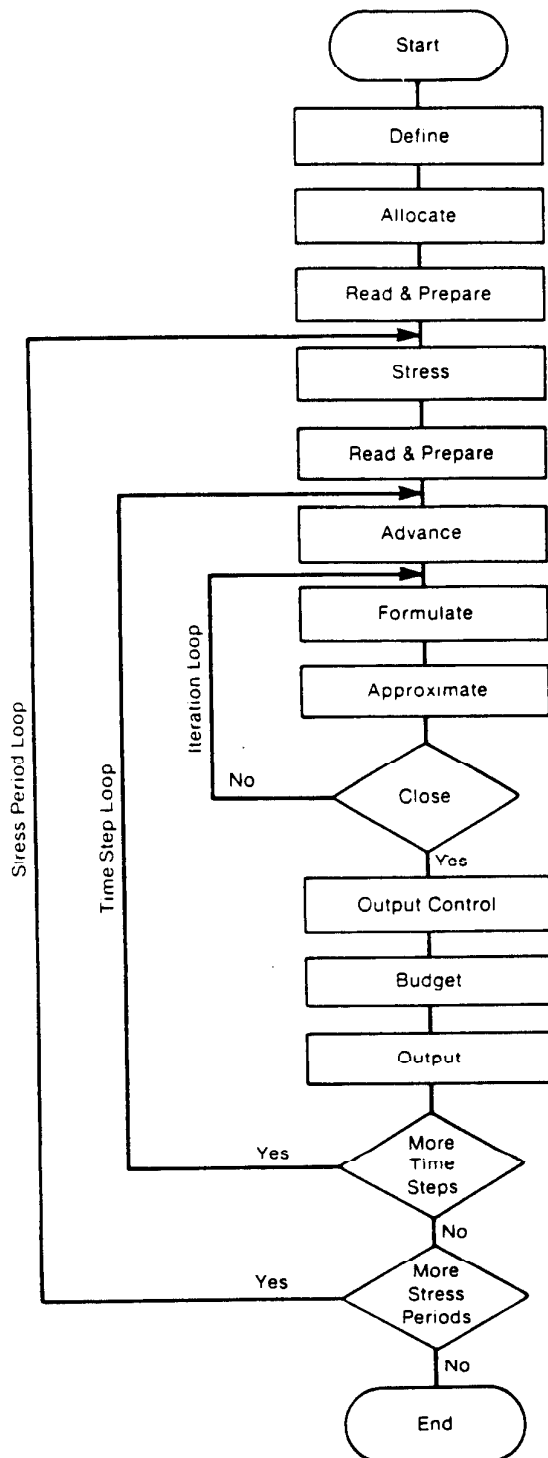 Start
Define
Allocate
Read & Prepare
Stress
Read & Prepare
Advance
Formulate
Approximate
Iteration Loop
No
Close
Stress Period Loop
Time Step Loop
Yes
Output Control
Budget
Output
Yes
More
Time
Steps
No
Yes
More
Stress
Periods
No
End